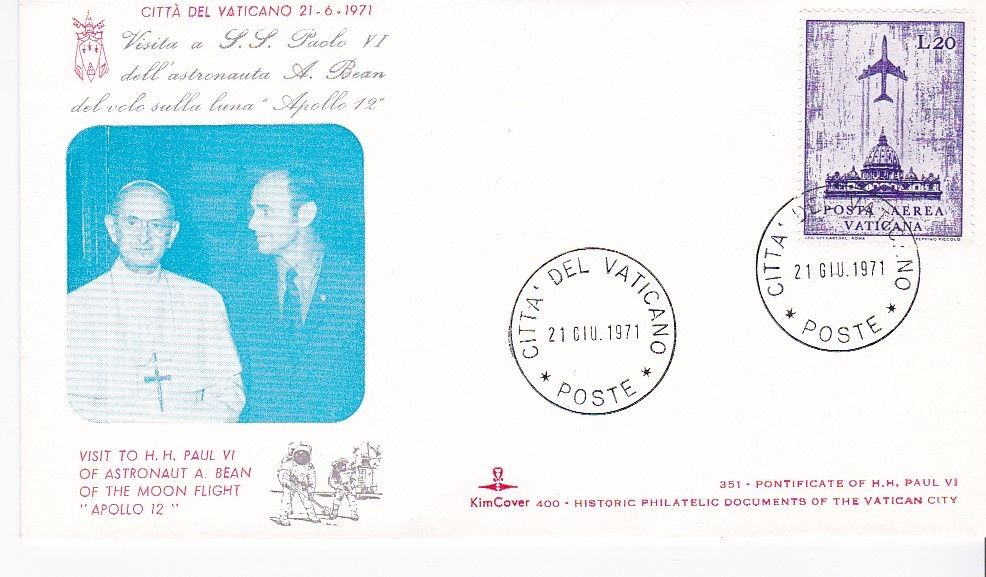 CITTÀ DEL VATICANO 21-6-1971
Visita a S.S. Paolo VI
dell'astronauta A. Bean
del volo sulla luna "Apollo 12"
L20
POSTA AEREA
VATICANA
CITTA' DEL VATICANO
21 GIU. 1971
* POSTE *
CITTA' DEL VATICANO
21 GIU. 1971
* POSTE *
VISIT TO H.H. PAUL VI
OF ASTRONAUT A. BEAN
OF THE MOON FLIGHT
" APOLLO 12 "
351 - PONTIFICATE OF H.H. PAUL VI
KimCover 400 - HISTORIC PHILATELIC DOCUMENTS OF THE VATICAN CITY